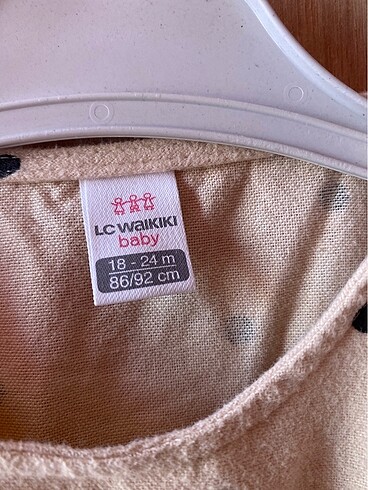 LC WAIKIKI
baby
18 - 24 m
86/92 cm